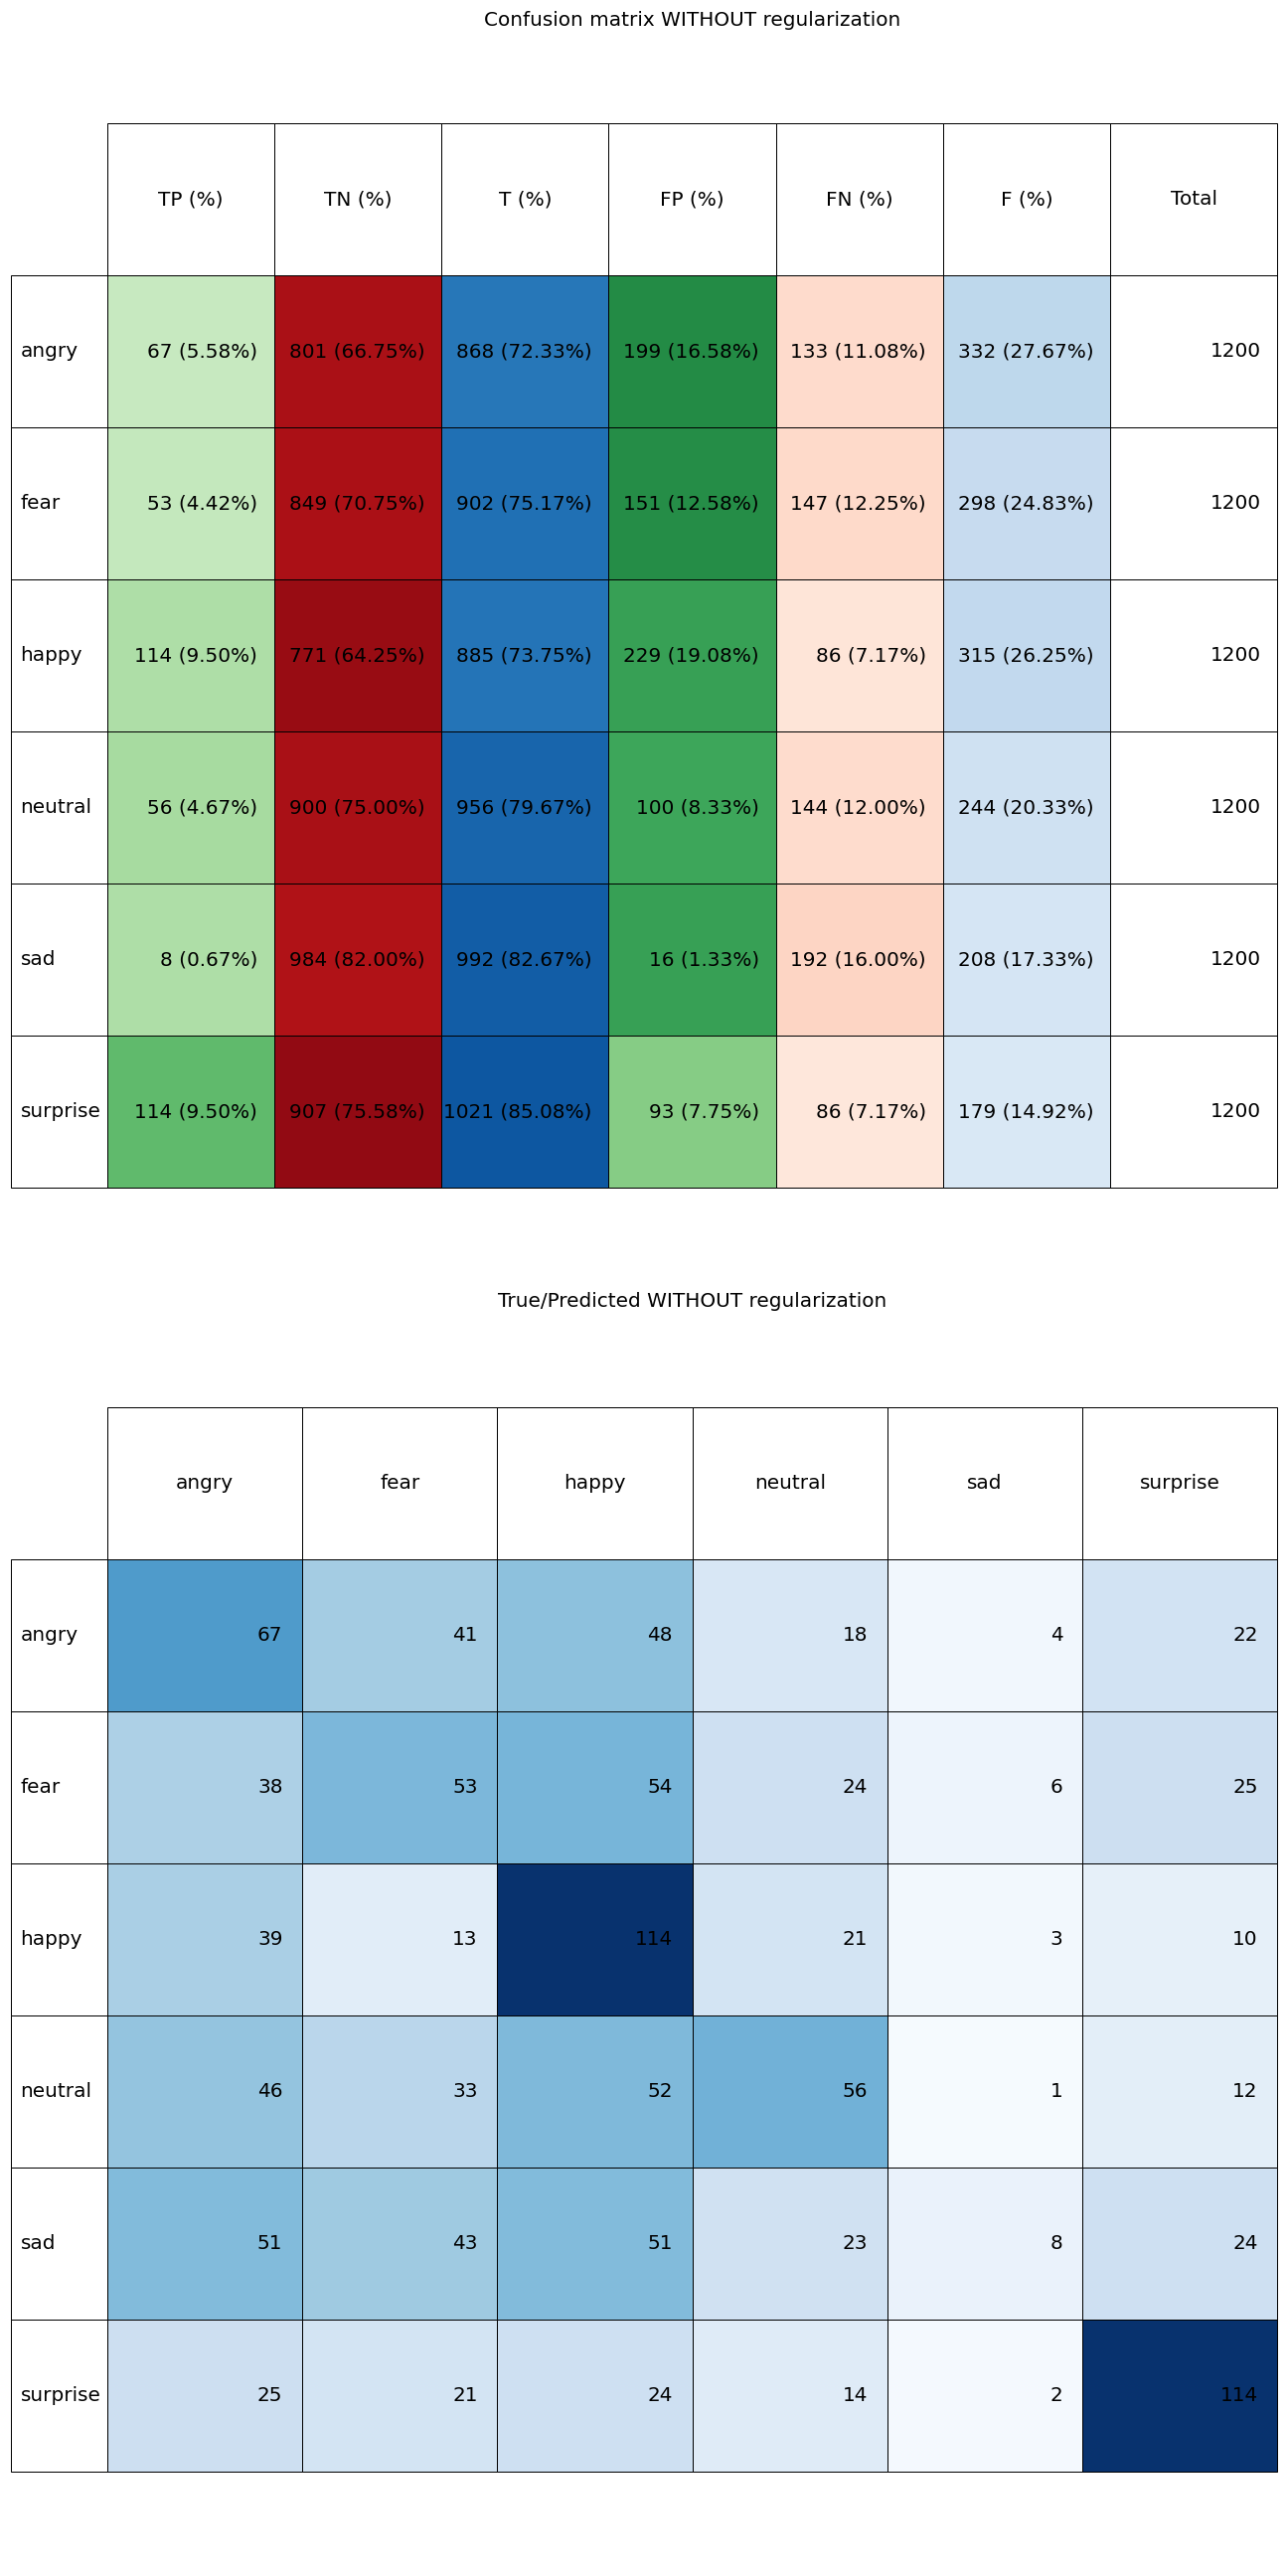 Confusion matrix WITHOUT regularization
TP (%) TN (%) T (%) FP (%) FN (%) F (%) Total
angry 67 (5.58%) 801 (66.75%) 868 (72.33%) 199 (16.58%) 133 (11.08%) 332 (27.67%) 1200
fear 53 (4.42%) 849 (70.75%) 902 (75.17%) 151 (12.58%) 147 (12.25%) 298 (24.83%) 1200
happy 114 (9.50%) 771 (64.25%) 885 (73.75%) 229 (19.08%) 86 (7.17%) 315 (26.25%) 1200
neutral 56 (4.67%) 900 (75.00%) 956 (79.67%) 100 (8.33%) 144 (12.00%) 244 (20.33%) 1200
sad 8 (0.67%) 984 (82.00%) 992 (82.67%) 16 (1.33%) 192 (16.00%) 208 (17.33%) 1200
surprise 114 (9.50%) 907 (75.58%) 1021 (85.08%) 93 (7.75%) 86 (7.17%) 179 (14.92%) 1200
True/Predicted WITHOUT regularization
angry fear happy neutral sad surprise
angry 67 41 48 18 4 22
fear 38 53 54 24 6 25
happy 39 13 114 21 3 10
neutral 46 33 52 56 1 12
sad 51 43 51 23 8 24
surprise 25 21 24 14 2 114